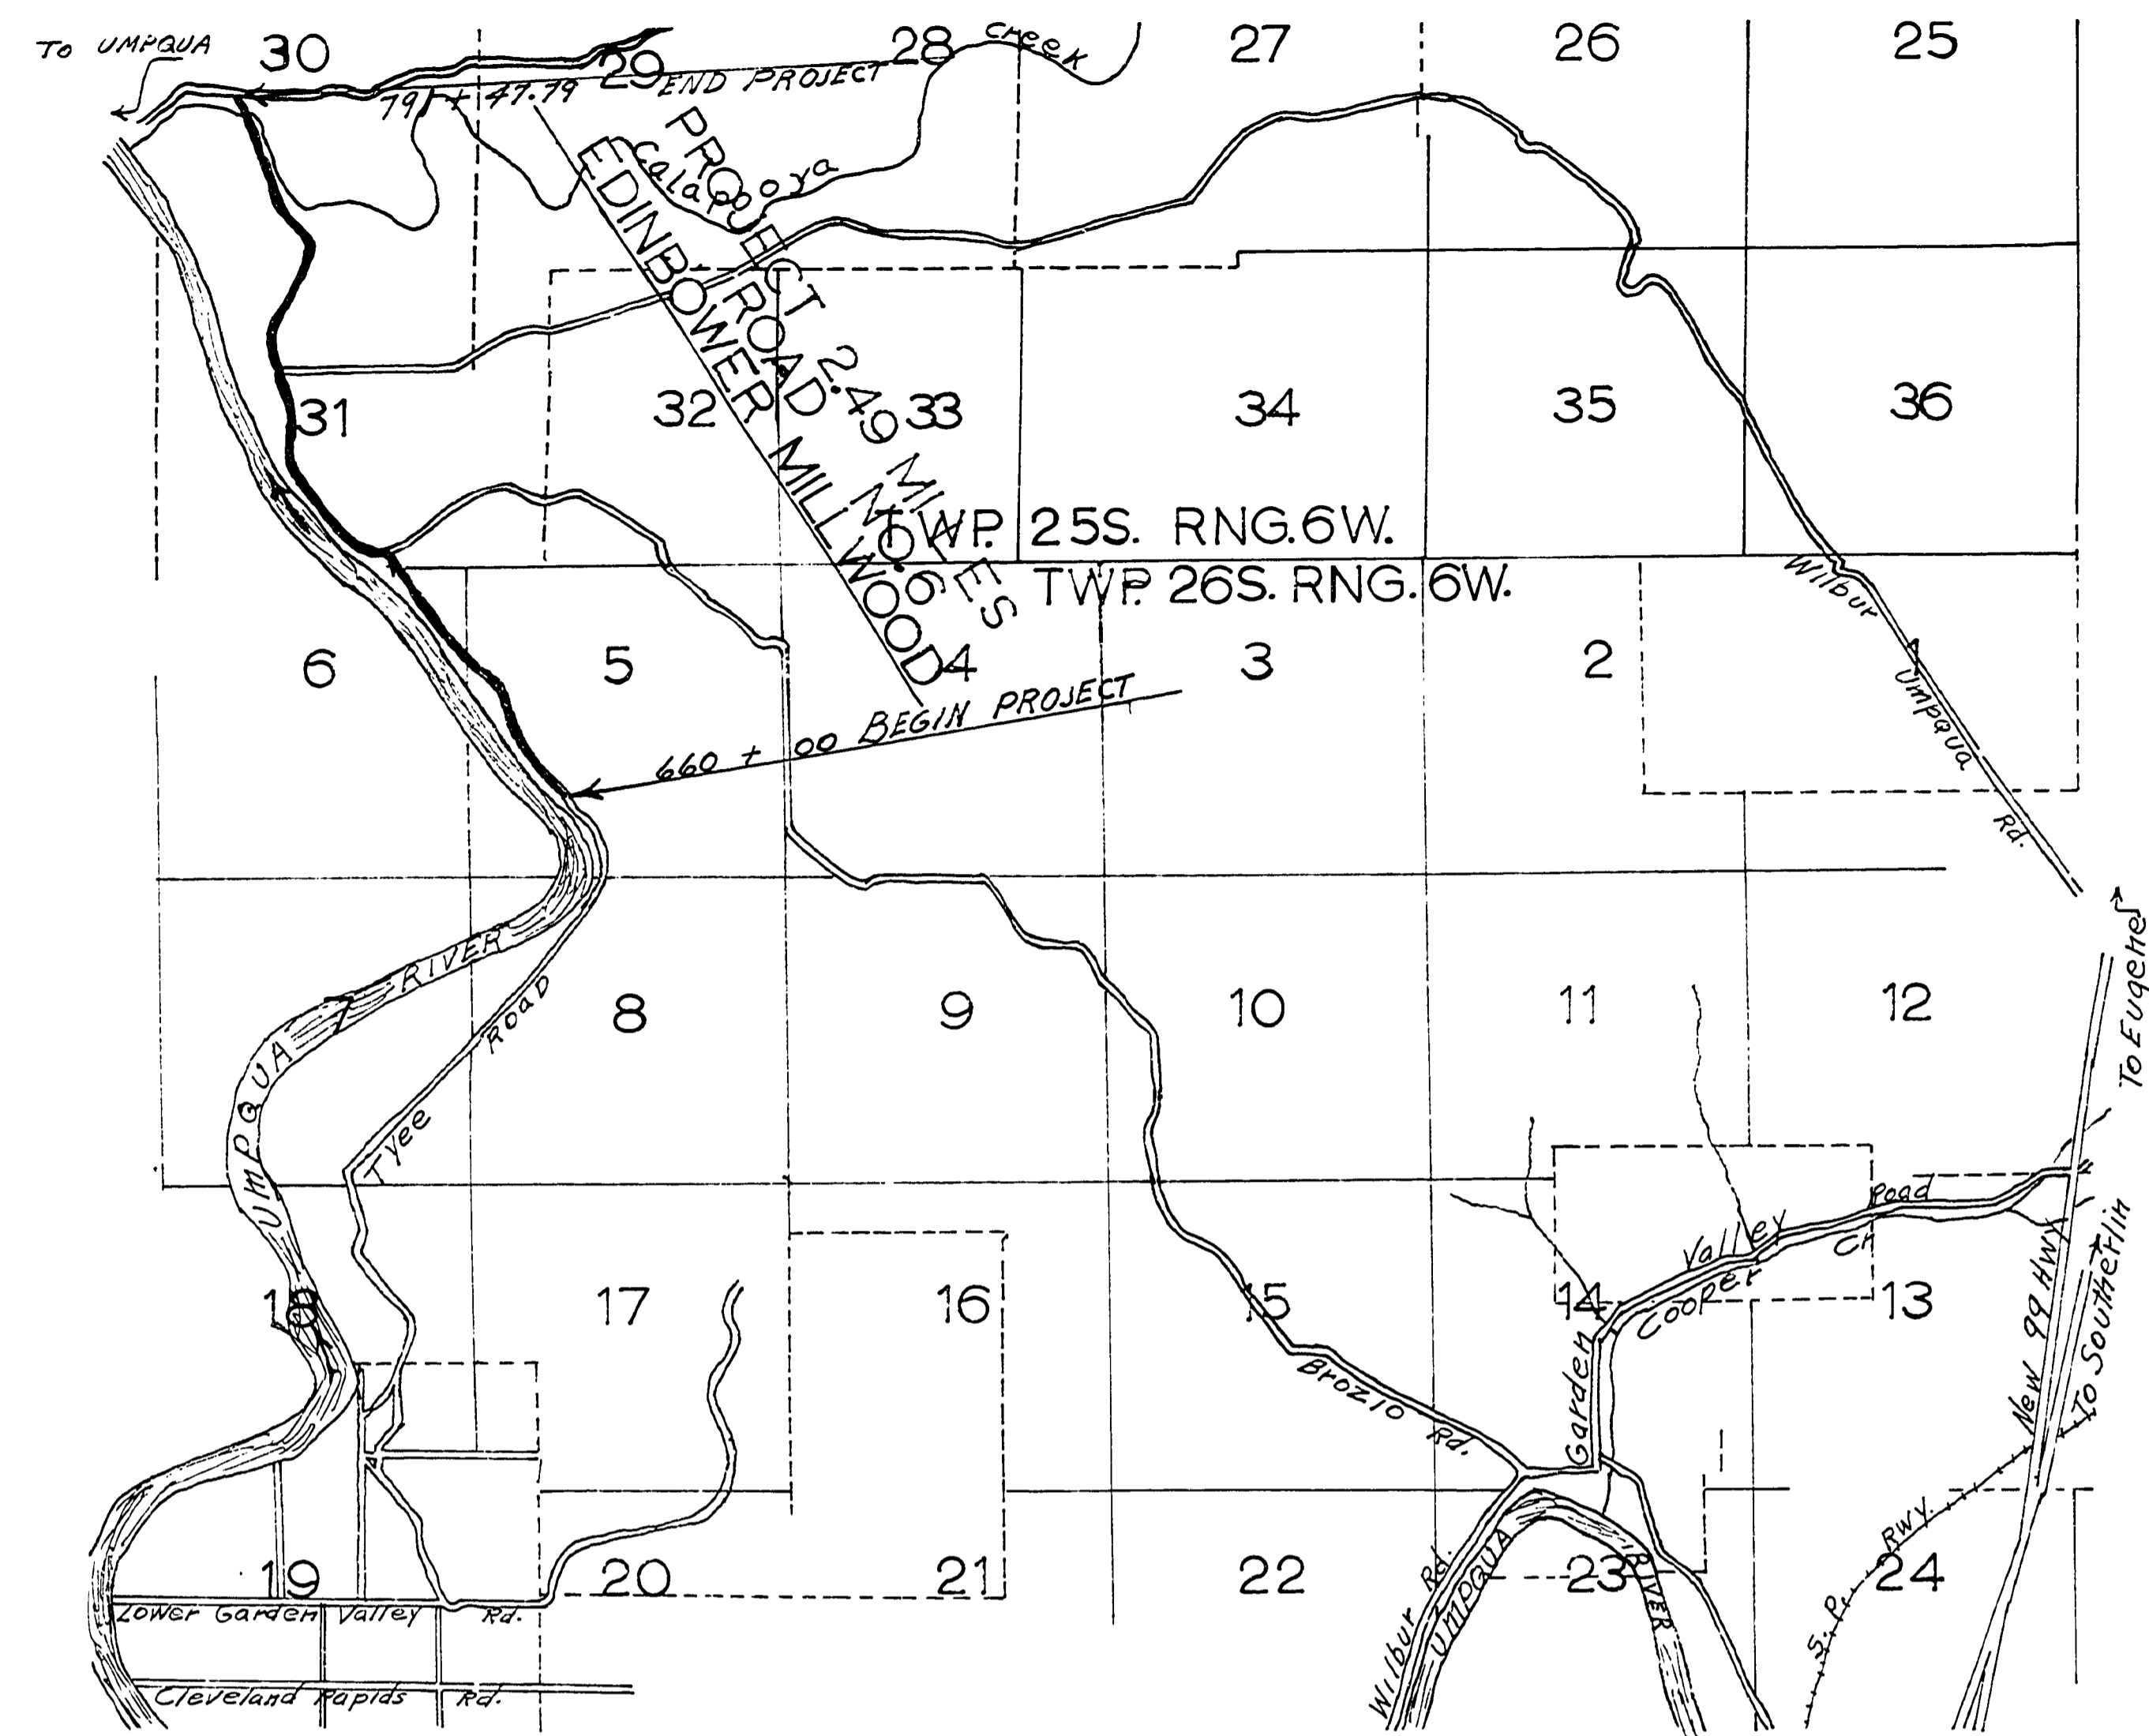 To UMPQUA
30
29
28
Creek
27
26
25
79 + 47.79 END PROJECT
Calapooya
PROJECT 2.49 MILES
EDINBOWER MILLWOOD
ROAD NO. 6
31
32
33
34
35
36
TWP. 25S. RNG. 6W.
TWP. 26S. RNG. 6W.
Wilbur Umpqua Rd.
6
5
4
3
2
1
660 + 00 BEGIN PROJECT
UMPQUA RIVER
7
8
9
10
11
12
Tyee Road
To Eugene
18
17
16
15
14
13
Garden Valley Road
Cooper Cr
New 99 HWY
To Southerlin
Brozio Rd.
19
20
21
22
23
24
Wilbur Rd.
UMPQUA RIVER
S. P. RWY.
Lower Garden Valley Rd.
Cleveland Rapids Rd.